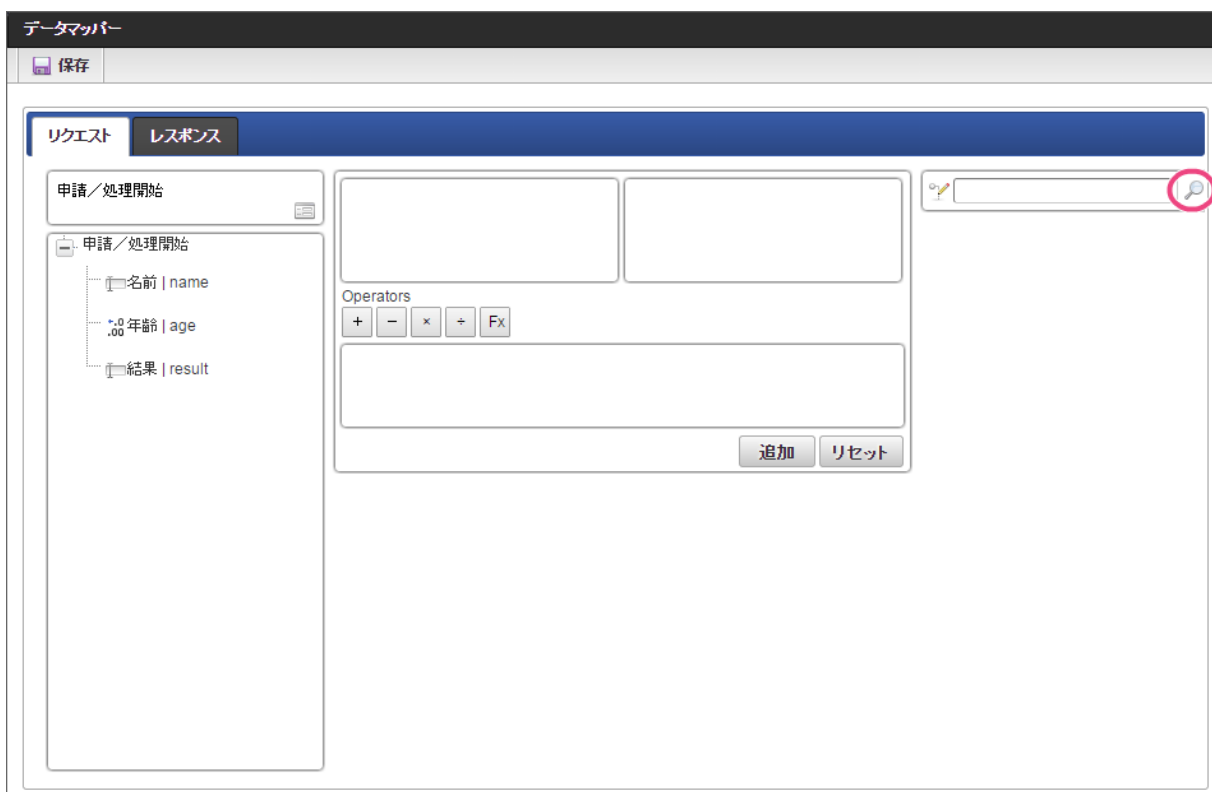 データマッパー
保存
リクエスト レスポンス
申請／処理開始
申請／処理開始
名前 | name
年齢 | age
結果 | result
Operators
+ − × ÷ Fx
追加 リセット